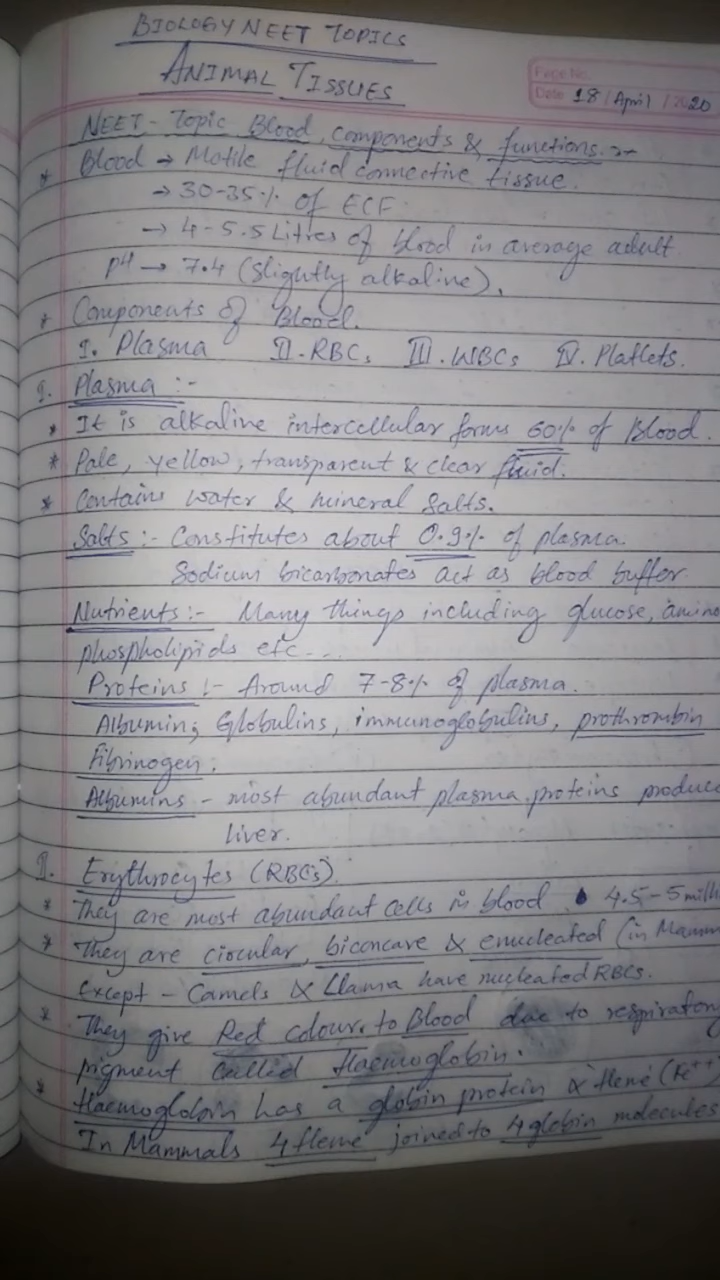 BIOLOGY NEET TOPICS
ANIMAL TISSUES
Page No.
Date 18 / April / 2020
NEET - Topic Blood, components & functions :-
* Blood → Motile fluid connective tissue.
→ 30-35% of ECF.
→ 4-5.5 Litres of blood in average adult
pH → 7.4 (slightly alkaline).
* Components of Blood.
I. Plasma II. RBCs III. WBCs IV. Platlets.
I. Plasma :-
* It is alkaline intercellular forms 60% of Blood.
* Pale, yellow, transparent & clear fluid.
* Contains water & mineral salts.
Salts :- Constitutes about 0.9% of plasma.
Sodium bicarbonates act as blood buffer
Nutrients :- Many things including glucose, amino
phospholipids etc...
Proteins :- Around 7-8% of plasma.
Albumin; Globulins, immunoglobulins, prothrombin
Fibrinogen;
Albumins - most abundant plasma proteins produc
liver.
I. Erythrocytes (RBCs).
* They are most abundant cells in blood 4.5-5 milli
* They are circular, biconcave & enucleated (in Mamm
Except - Camels & Llama have nucleated RBCs.
* They give Red colour to Blood due to respiratory
pigment called Haemoglobin.
* Haemoglobin has a globin protein & Heme (Fe++
In Mammals 4 Heme joined to 4 globin molecules